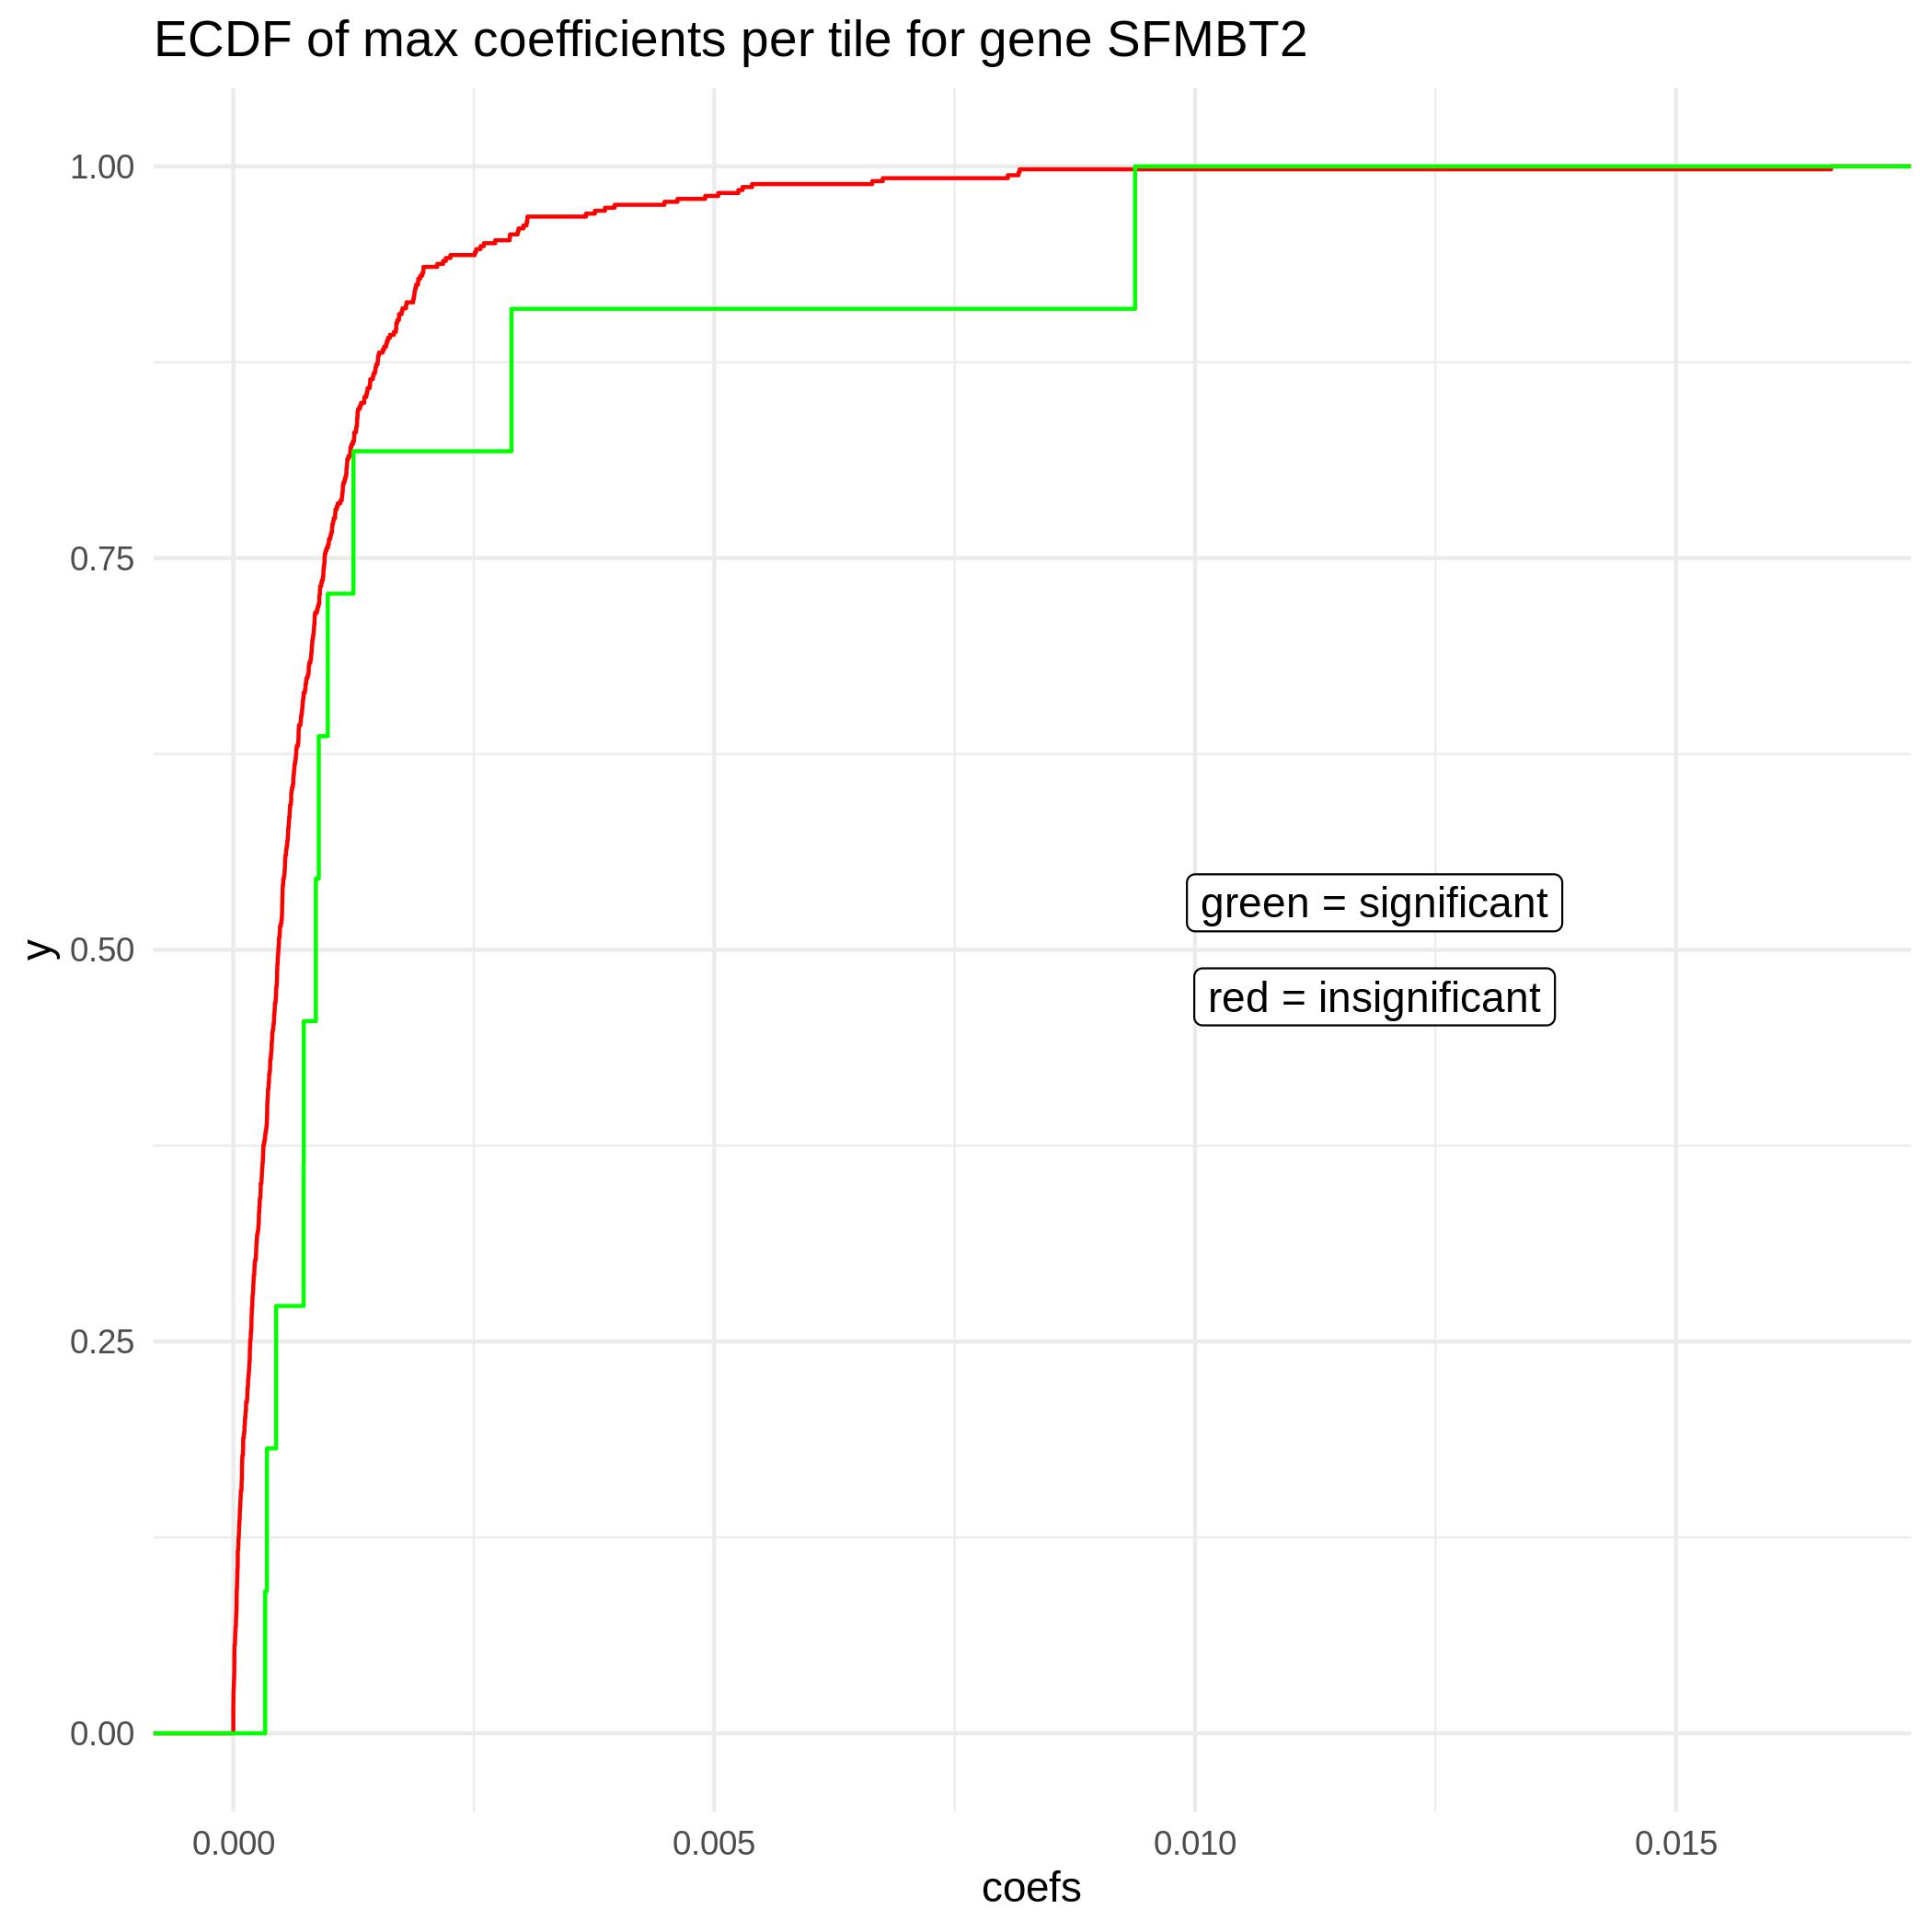 ECDF of max coefficients per tile for gene SFMBT2
1.00
0.75
0.50
0.25
0.00
y
green = significant
red = insignificant
0.000 0.005 0.010 0.015
coefs